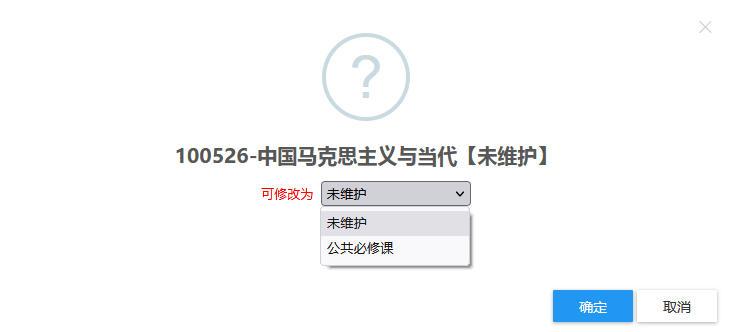 ?
100526-中国马克思主义与当代【未维护】
可修改为 未维护
未维护
公共必修课
确定 取消